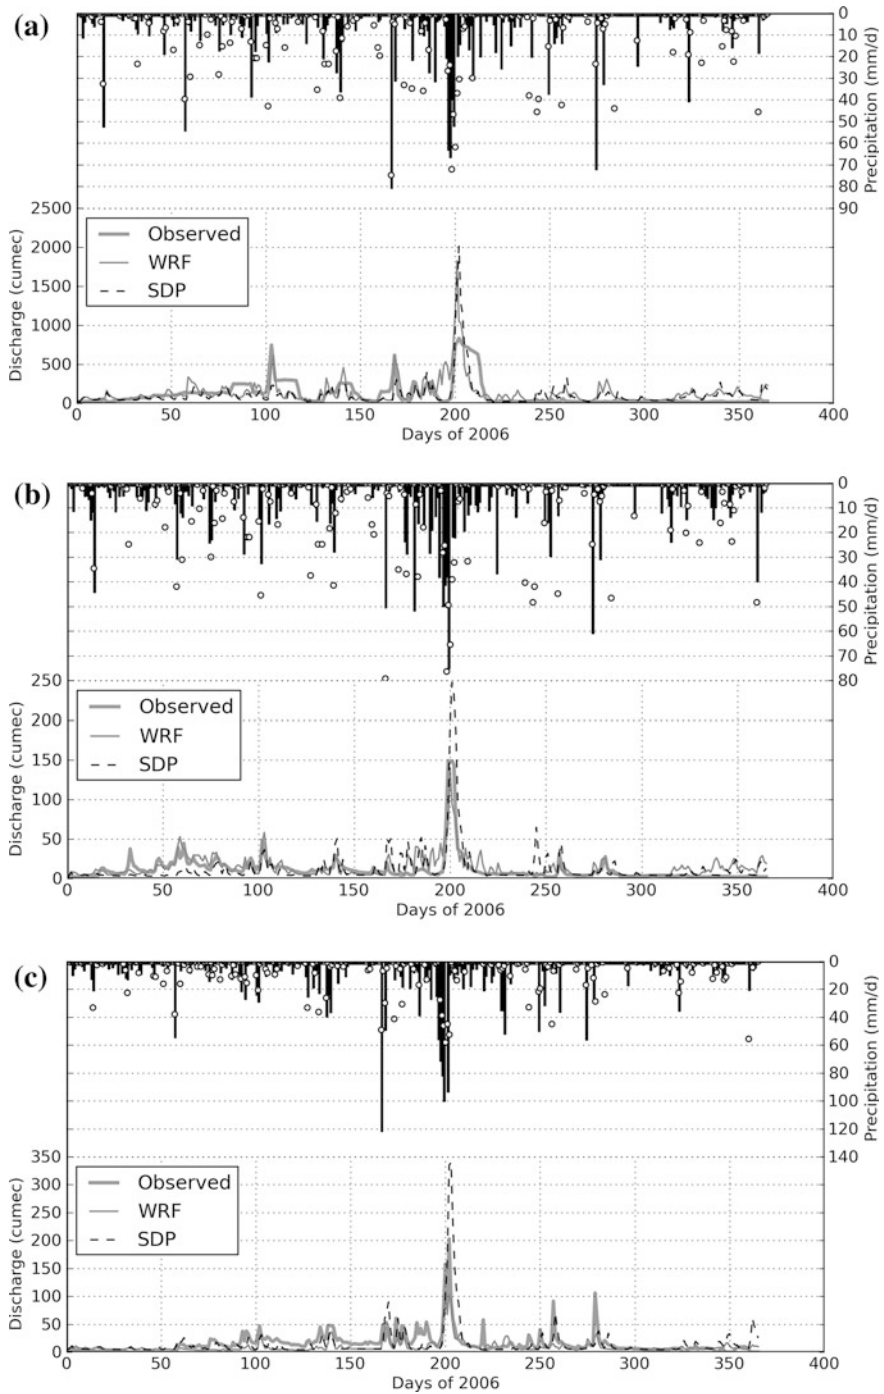 (a)
0
10
20
30
40
50
60
70
80
90
Precipitation (mm/d)
2500
2000
1500
1000
500
0
Discharge (cumec)
Observed
WRF
SDP
0 50 100 150 200 250 300 350 400
Days of 2006
(b)
0
10
20
30
40
50
60
70
80
Precipitation (mm/d)
250
200
150
100
50
0
Discharge (cumec)
Observed
WRF
SDP
0 50 100 150 200 250 300 350 400
Days of 2006
(c)
0
20
40
60
80
100
120
140
Precipitation (mm/d)
350
300
250
200
150
100
50
0
Discharge (cumec)
Observed
WRF
SDP
0 50 100 150 200 250 300 350 400
Days of 2006